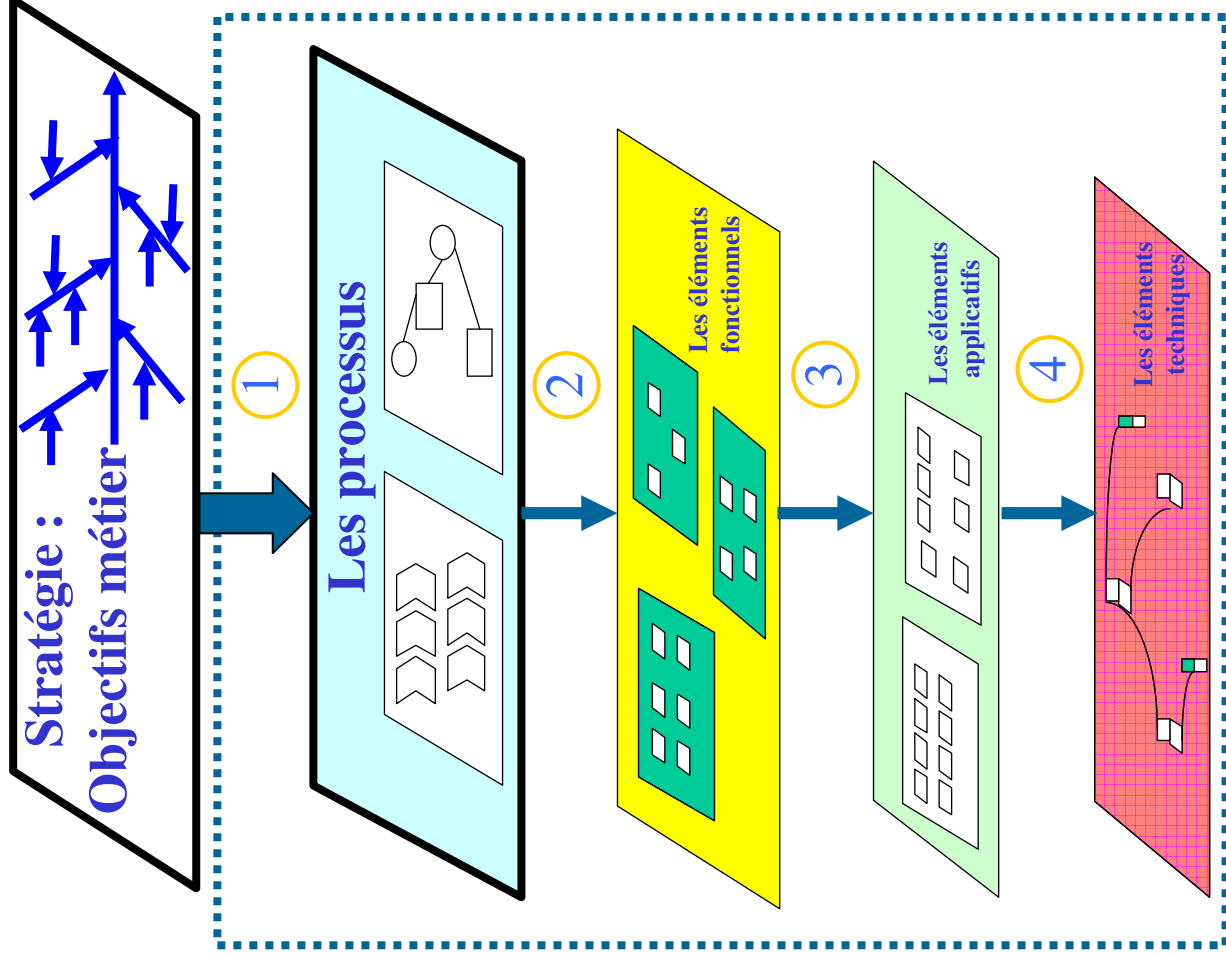 Stratégie :
Objectifs métier
1
Les processus
2
Les éléments
fonctionnels
3
Les éléments
applicatifs
4
Les éléments
techniques